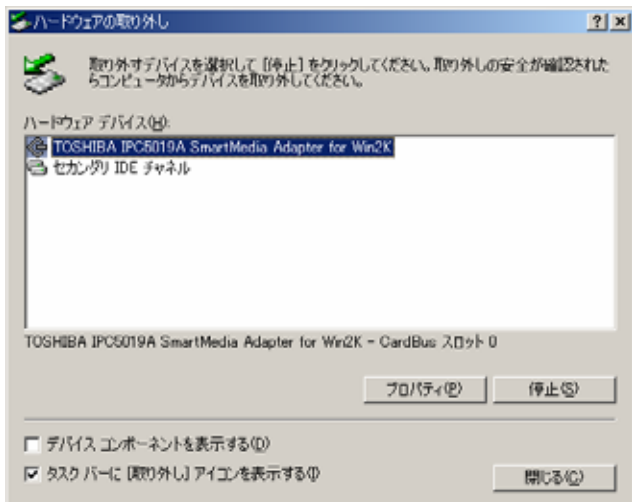 ハードウェアの取り外し
取り外すデバイスを選択して [停止] をクリックしてください。取り外しの安全が確認された
らコンピュータからデバイスを取り外してください。
ハードウェア デバイス(H):
TOSHIBA IPC5019A SmartMedia Adapter for Win2K
セカンダリ IDE チャネル
TOSHIBA IPC5019A SmartMedia Adapter for Win2K - CardBus スロット 0
プロパティ(P)
停止(S)
デバイス コンポーネントを表示する(D)
タスク バーに [取り外し] アイコンを表示する(I)
閉じる(C)